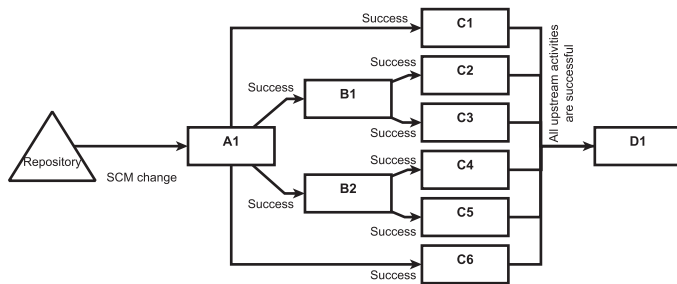 Success
C1
Success
C2
Success
B1
Success
C3
All upstream activities
are successful
Repository
SCM change
A1
D1
Success
C4
Success
B2
Success
C5
Success
C6